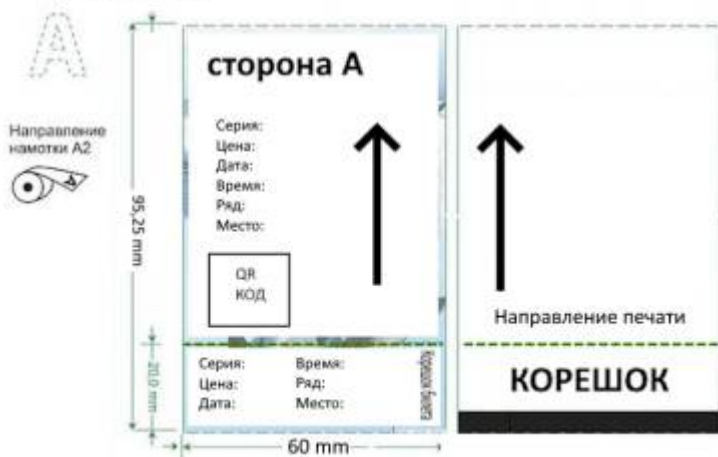 A
Направление
намотки А2
А
95,25 mm
20,0 mm
сторона А
Серия:
Цена:
Дата:
Время:
Ряд:
Место:
QR
КОД
Серия: Время:
Цена: Ряд:
Дата: Место:
Корешок билета
60 mm
Направление печати
КОРЕШОК